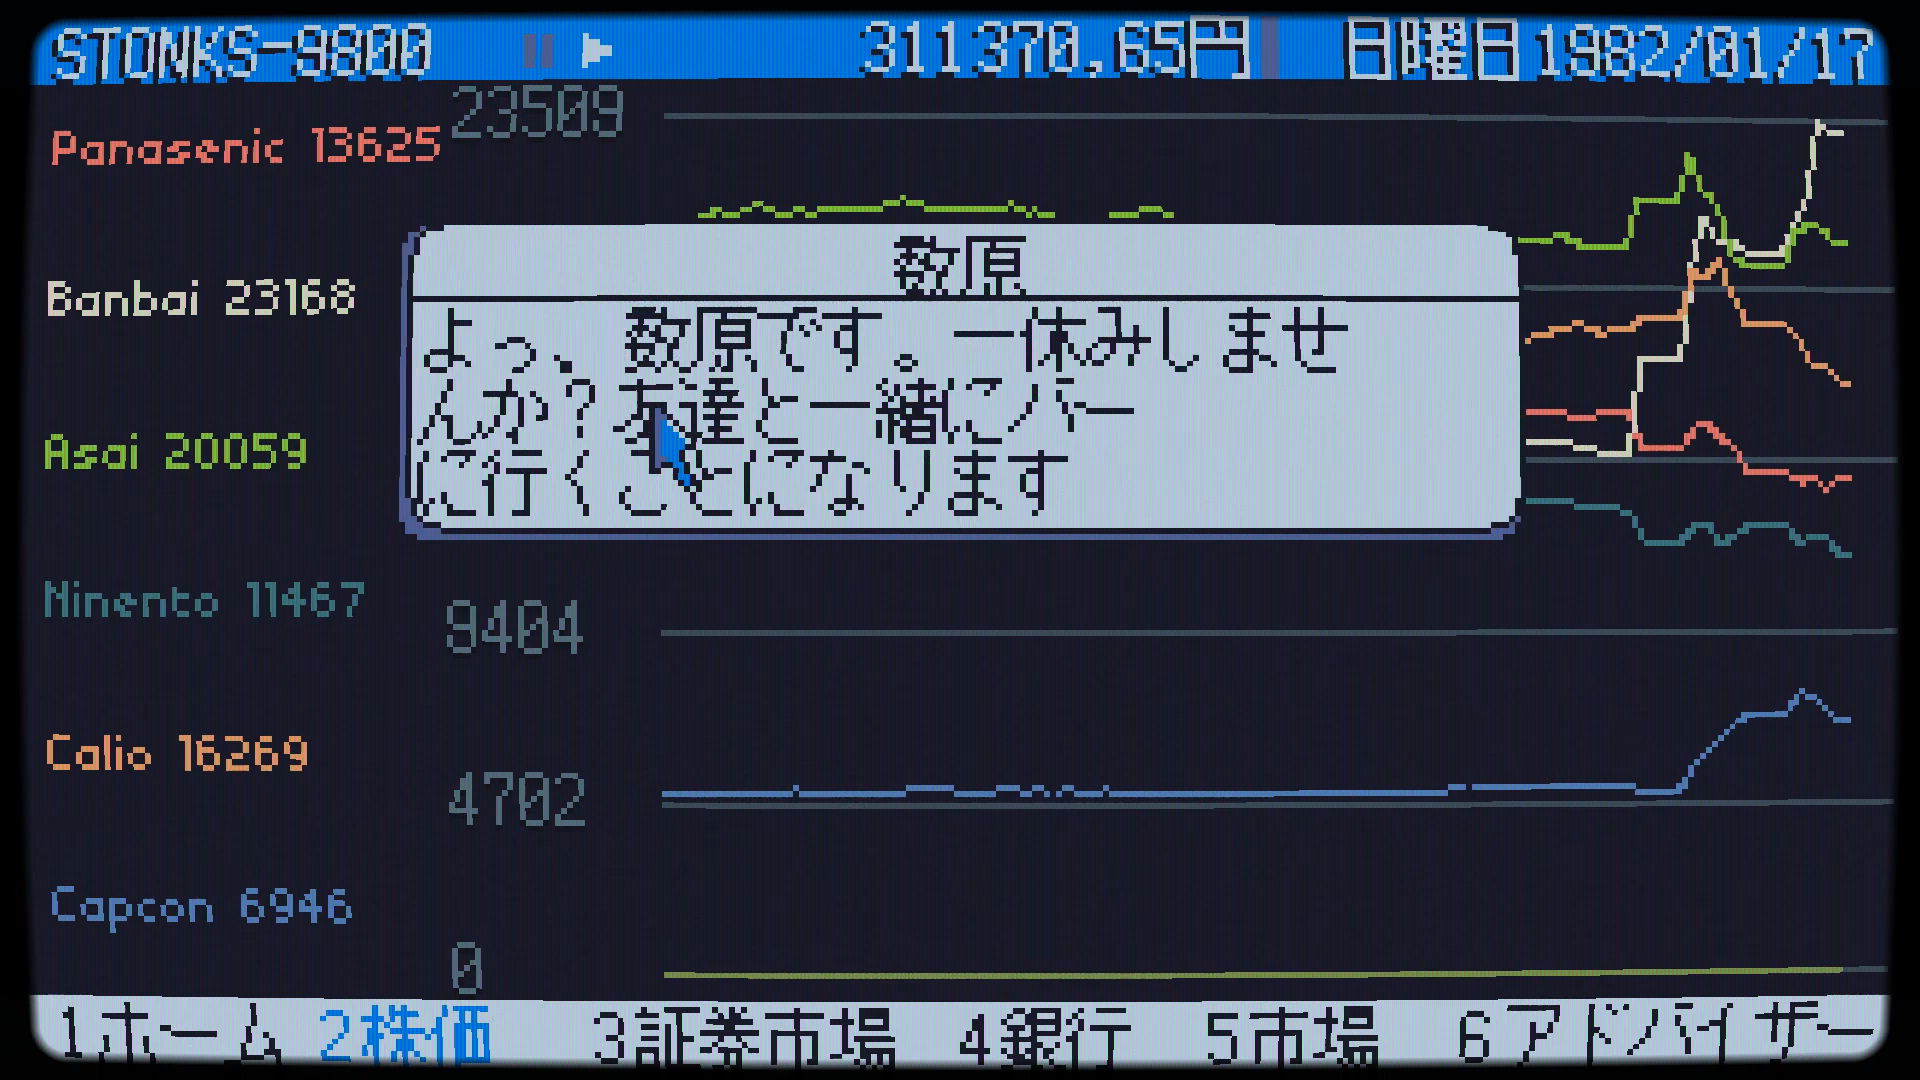 STONKS-9800
311370,65円
日曜日 1982/01/17
Panasenic 13625
23509
Banbai 23168
Asai 20059
Ninento 11467
Calio 16269
Capcon 6946
数原
よっ、数原です。一休みしませ
んか?友達と一緒にバー
に行くことになります
9404
4702
0
1ホーム 2株価 3証券市場 4銀行 5市場 6アドバイザー